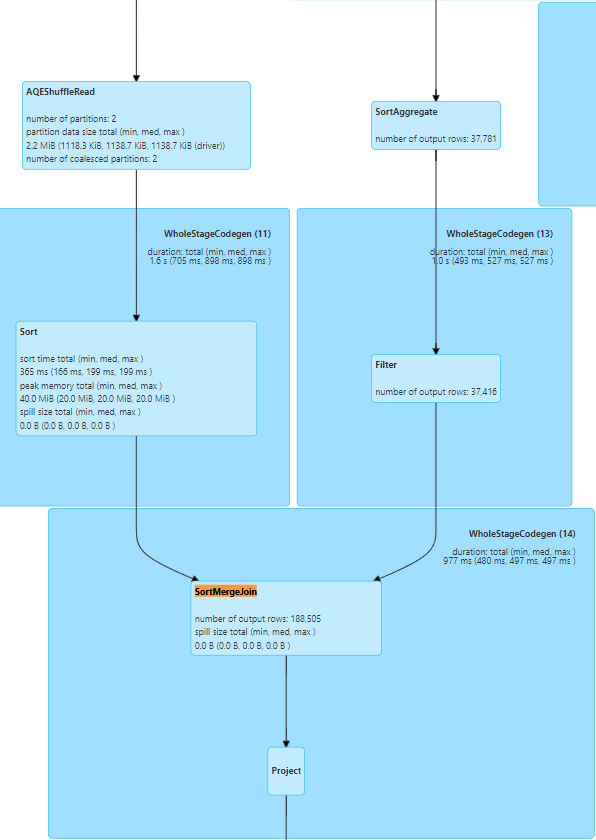 AQEShuffleRead
number of partitions: 2
partition data size total (min, med, max )
2.2 MiB (1118.3 KiB, 1138.7 KiB, 1138.7 KiB (driver))
number of coalesced partitions: 2
SortAggregate
number of output rows: 37,781
WholeStageCodegen (11)
duration: total (min, med, max )
1.6 s (705 ms, 898 ms, 898 ms )
WholeStageCodegen (13)
duration: total (min, med, max )
1.0 s (493 ms, 527 ms, 527 ms )
Sort
sort time total (min, med, max )
365 ms (166 ms, 199 ms, 199 ms )
peak memory total (min, med, max )
40.0 MiB (20.0 MiB, 20.0 MiB, 20.0 MiB )
spill size total (min, med, max )
0.0 B (0.0 B, 0.0 B, 0.0 B )
Filter
number of output rows: 37,416
WholeStageCodegen (14)
duration: total (min, med, max )
977 ms (480 ms, 497 ms, 497 ms )
SortMergeJoin
number of output rows: 188,505
spill size total (min, med, max )
0.0 B (0.0 B, 0.0 B, 0.0 B )
Project